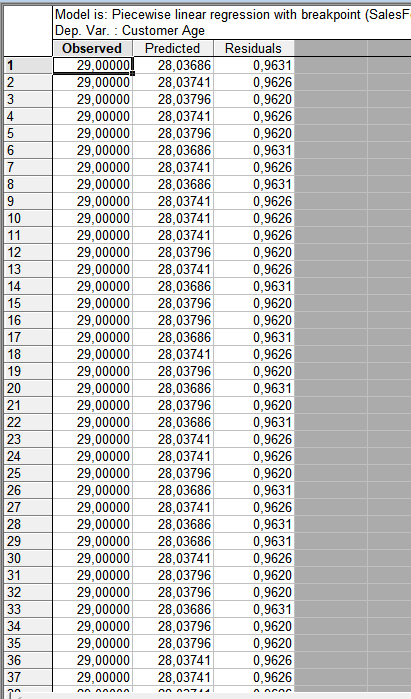 Model is: Piecewise linear regression with breakpoint (SalesF
Dep. Var. : Customer Age
Observed Predicted Residuals
1 29,00000 28,03686 0,9631
2 29,00000 28,03741 0,9626
3 29,00000 28,03796 0,9620
4 29,00000 28,03741 0,9626
5 29,00000 28,03796 0,9620
6 29,00000 28,03686 0,9631
7 29,00000 28,03741 0,9626
8 29,00000 28,03686 0,9631
9 29,00000 28,03741 0,9626
10 29,00000 28,03741 0,9626
11 29,00000 28,03741 0,9626
12 29,00000 28,03796 0,9620
13 29,00000 28,03741 0,9626
14 29,00000 28,03686 0,9631
15 29,00000 28,03796 0,9620
16 29,00000 28,03796 0,9620
17 29,00000 28,03686 0,9631
18 29,00000 28,03741 0,9626
19 29,00000 28,03796 0,9620
20 29,00000 28,03686 0,9631
21 29,00000 28,03796 0,9620
22 29,00000 28,03686 0,9631
23 29,00000 28,03741 0,9626
24 29,00000 28,03741 0,9626
25 29,00000 28,03796 0,9620
26 29,00000 28,03686 0,9631
27 29,00000 28,03741 0,9626
28 29,00000 28,03686 0,9631
29 29,00000 28,03686 0,9631
30 29,00000 28,03741 0,9626
31 29,00000 28,03796 0,9620
32 29,00000 28,03796 0,9620
33 29,00000 28,03686 0,9631
34 29,00000 28,03796 0,9620
35 29,00000 28,03796 0,9620
36 29,00000 28,03741 0,9626
37 29,00000 28,03741 0,9626